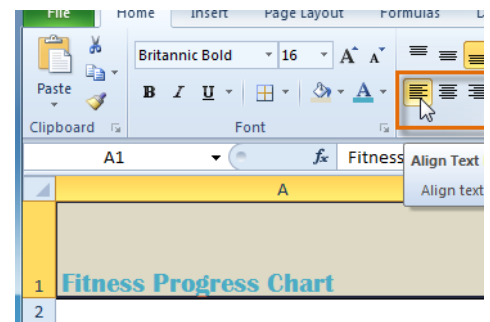 File Home Insert Page Layout Formulas
Britannic Bold 16 A A
Paste B I U A
Clipboard Font
A1 fx Fitness
Align Text
Align text
A
1 Fitness Progress Chart
2